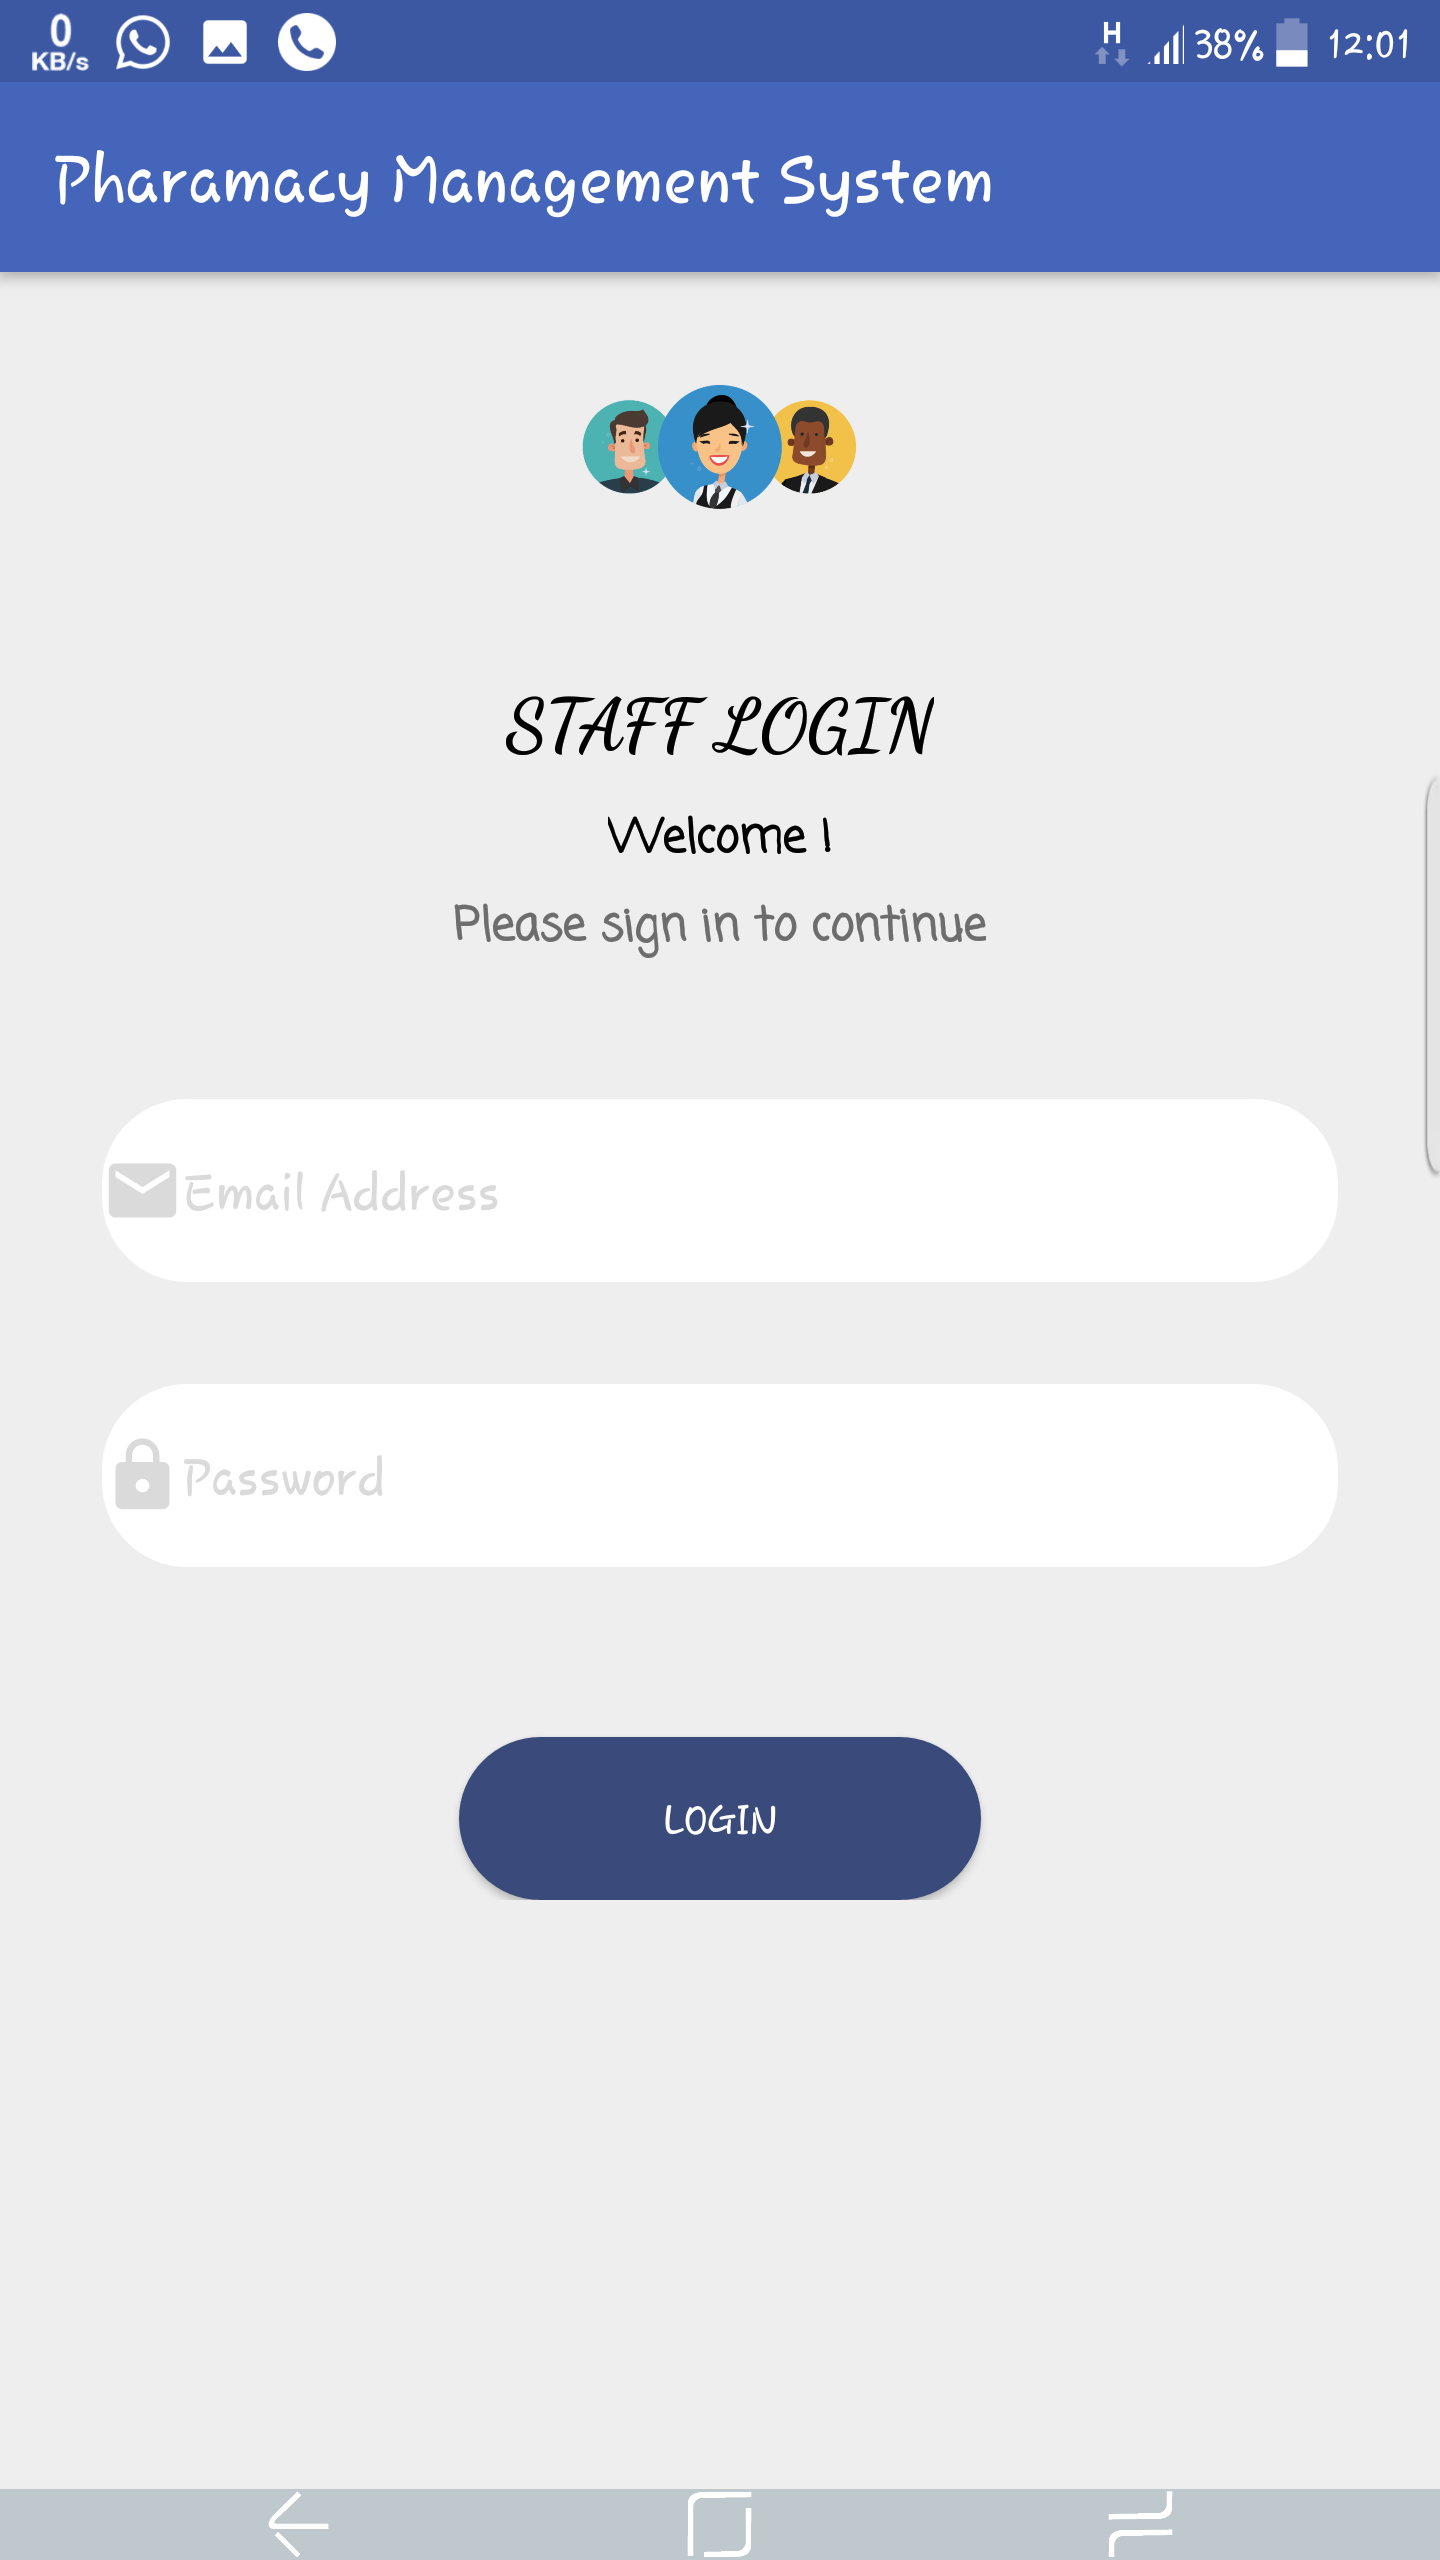 0
KB/s
H
38%
12:01
Pharamacy Management System
STAFF LOGIN
Welcome !
Please sign in to continue
Email Address
Password
LOGIN